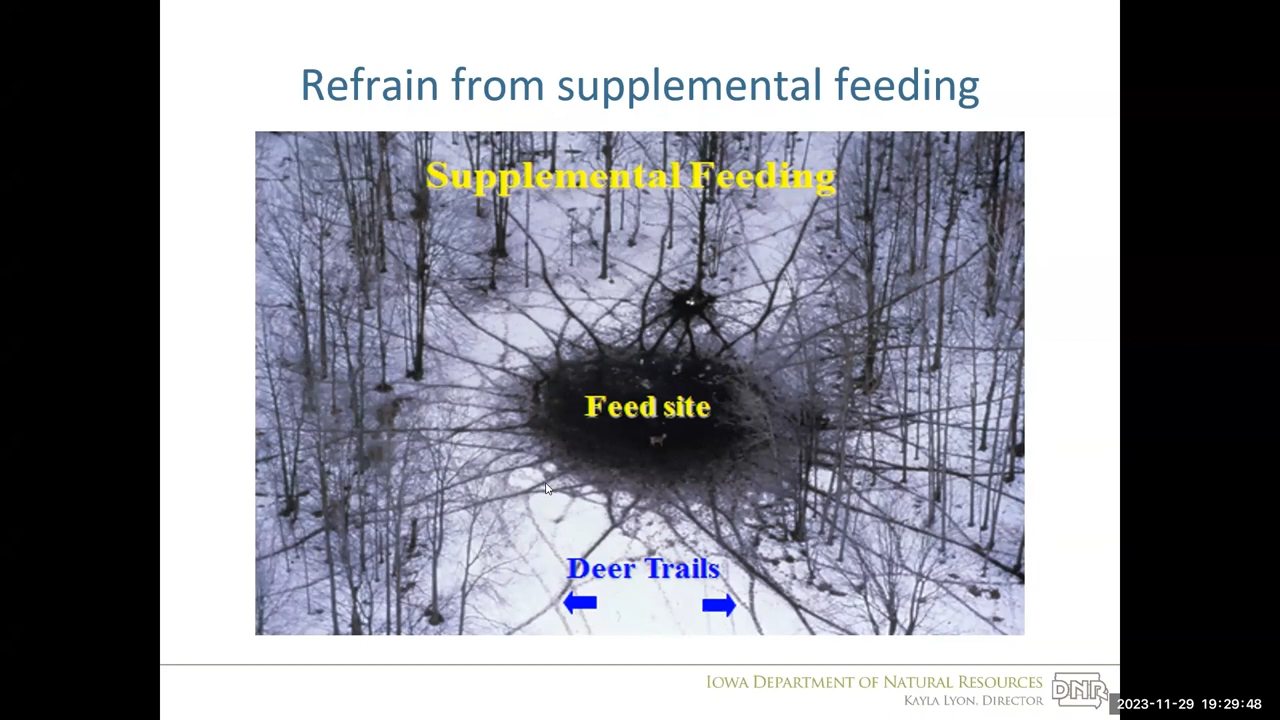 Refrain from supplemental feeding
Supplemental Feeding
Feed site
Deer Trails
IOWA DEPARTMENT OF NATURAL RESOURCES
KAYLA LYON, DIRECTOR
DNR
2023-11-29 19:29:48